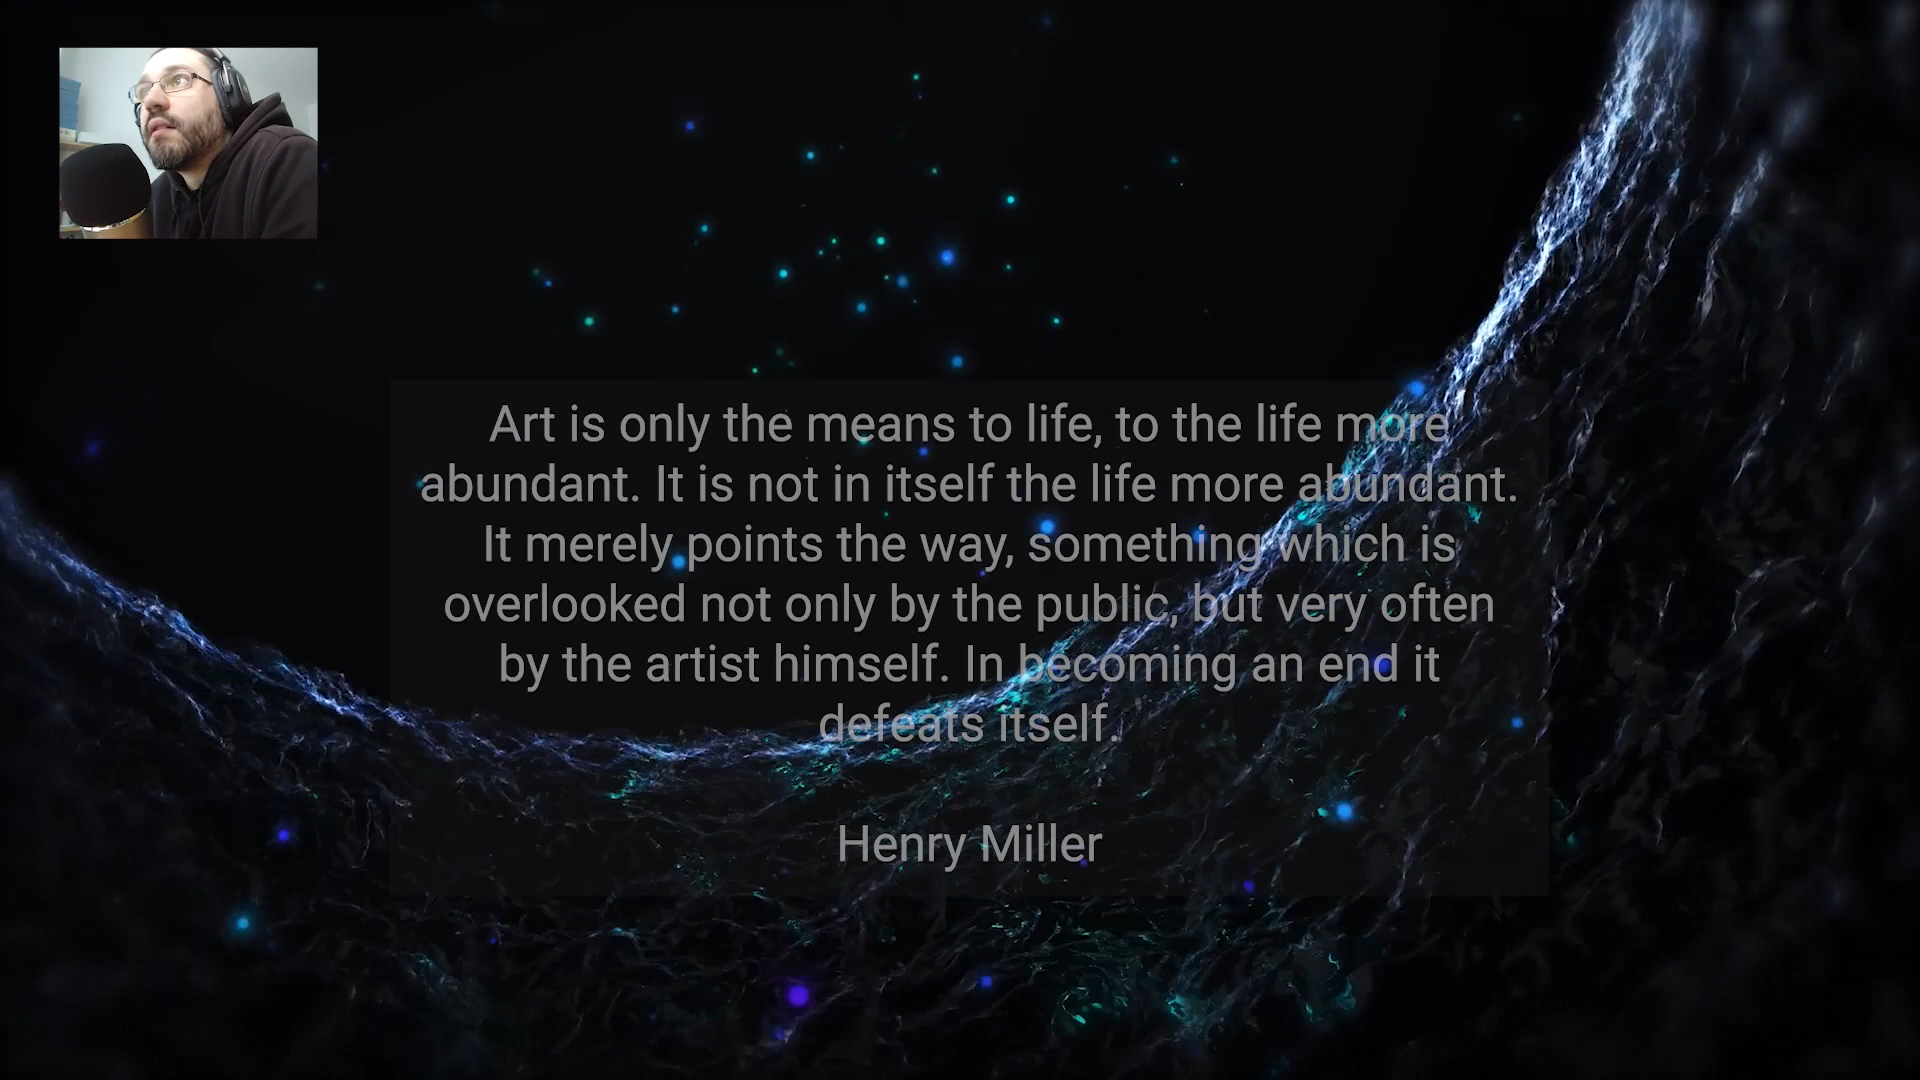 Art is only the means to life, to the life more
abundant. It is not in itself the life more abundant.
It merely points the way, something which is
overlooked not only by the public, but very often
by the artist himself. In becoming an end it
defeats itself.
Henry Miller